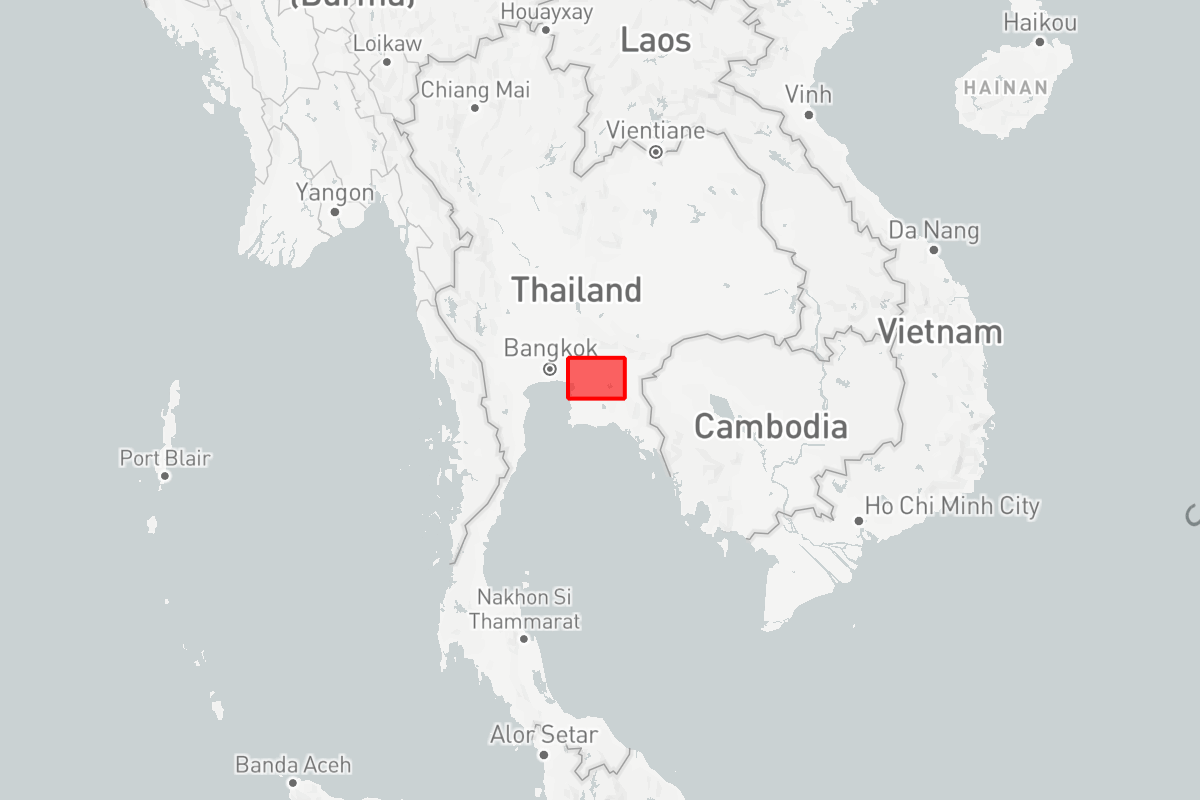 Houayxay
Haikou
Loikaw
Laos
HAINAN
Chiang Mai
Vinh
Vientiane
Yangon
Da Nang
Thailand
Vietnam
Bangkok
Cambodia
Port Blair
Ho Chi Minh City
Nakhon Si
Thammarat
Alor Setar
Banda Aceh